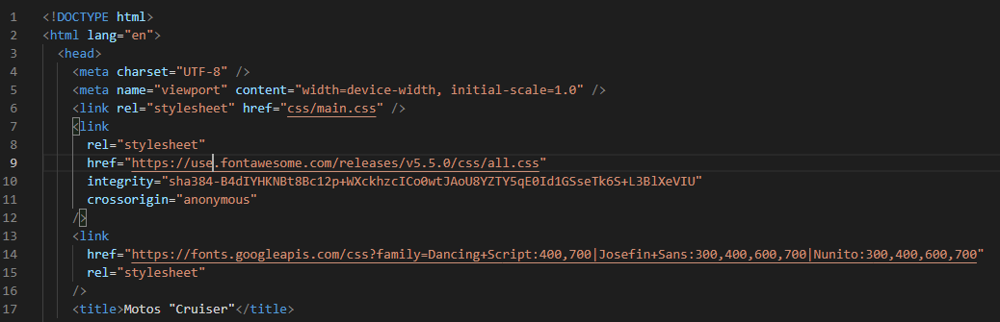 1 <!DOCTYPE html>
2 <html lang="en">
3 <head>
4 <meta charset="UTF-8" />
5 <meta name="viewport" content="width=device-width, initial-scale=1.0" />
6 <link rel="stylesheet" href="css/main.css" />
7 <link
8 rel="stylesheet"
9 href="https://use.fontawesome.com/releases/v5.5.0/css/all.css"
10 integrity="sha384-B4dIYHKNBt8Bc12p+WXckhzcICo0wtJAoU8YZTY5qE0Id1GSseTk6S+L3BlXeVIU"
11 crossorigin="anonymous"
12 />
13 <link
14 href="https://fonts.googleapis.com/css?family=Dancing+Script:400,700|Josefin+Sans:300,400,600,700|Nunito:300,400,600,700"
15 rel="stylesheet"
16 />
17 <title>Motos "Cruiser"</title>